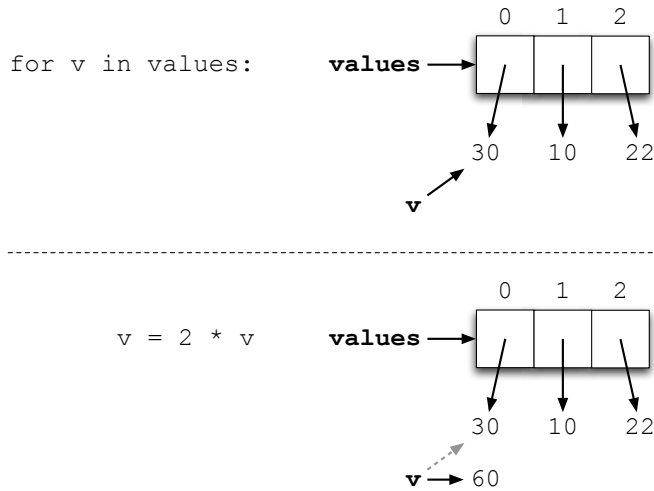 0 1 2
for v in values: values
30 10 22
v
0 1 2
v = 2 * v values
30 10 22
v 60